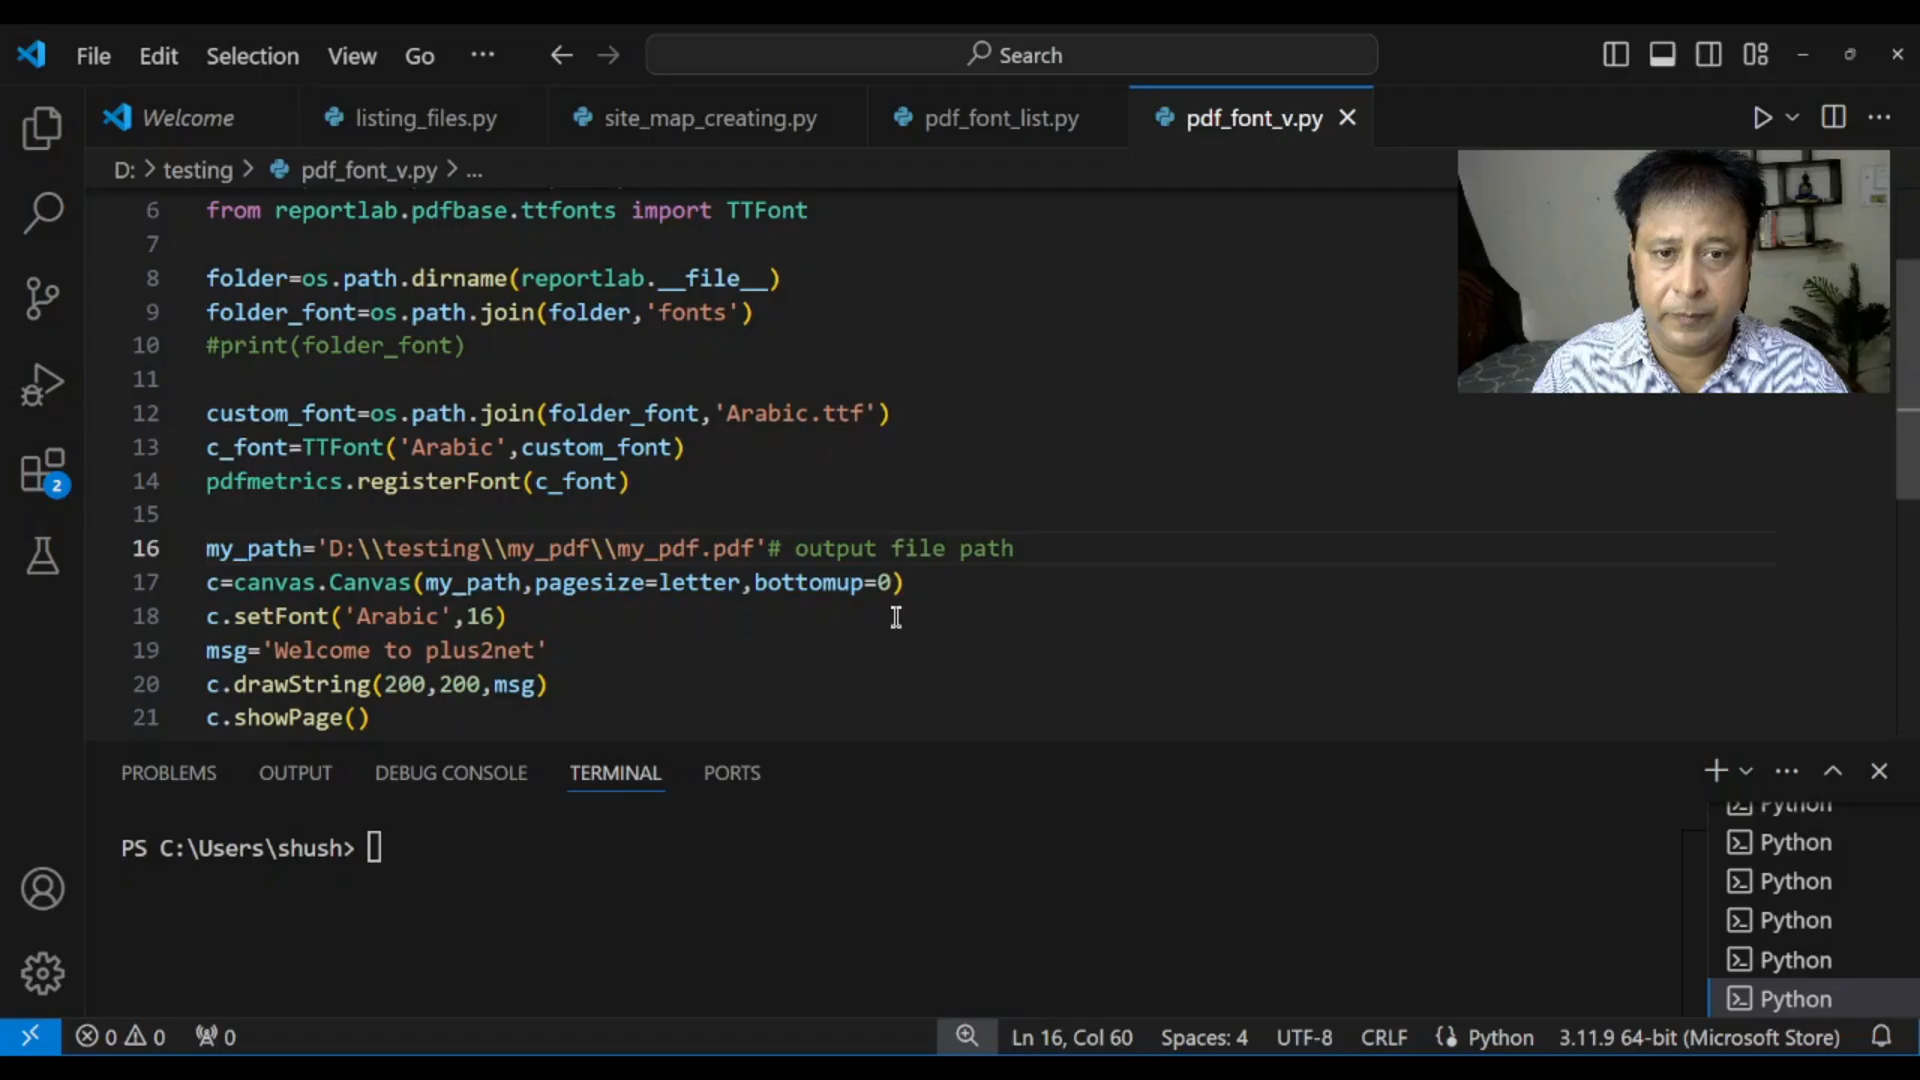 File Edit Selection View Go ··· Search
Welcome listing_files.py site_map_creating.py pdf_font_list.py pdf_font_v.py
D: > testing > pdf_font_v.py > ...
6 from reportlab.pdfbase.ttfonts import TTFont
7
8 folder=os.path.dirname(reportlab.__file__)
9 folder_font=os.path.join(folder,'fonts')
10 #print(folder_font)
11
12 custom_font=os.path.join(folder_font,'Arabic.ttf')
13 c_font=TTFont('Arabic',custom_font)
14 pdfmetrics.registerFont(c_font)
15
16 my_path='D:\\testing\\my_pdf\\my_pdf.pdf'# output file path
17 c=canvas.Canvas(my_path,pagesize=letter,bottomup=0)
18 c.setFont('Arabic',16)
19 msg='Welcome to plus2net'
20 c.drawString(200,200,msg)
21 c.showPage()
2
PROBLEMS OUTPUT DEBUG CONSOLE TERMINAL PORTS
PS C:\Users\shush>
Python
Python
Python
Python
Python
Python
0 0 0 Ln 16, Col 60 Spaces: 4 UTF-8 CRLF Python 3.11.9 64-bit (Microsoft Store)